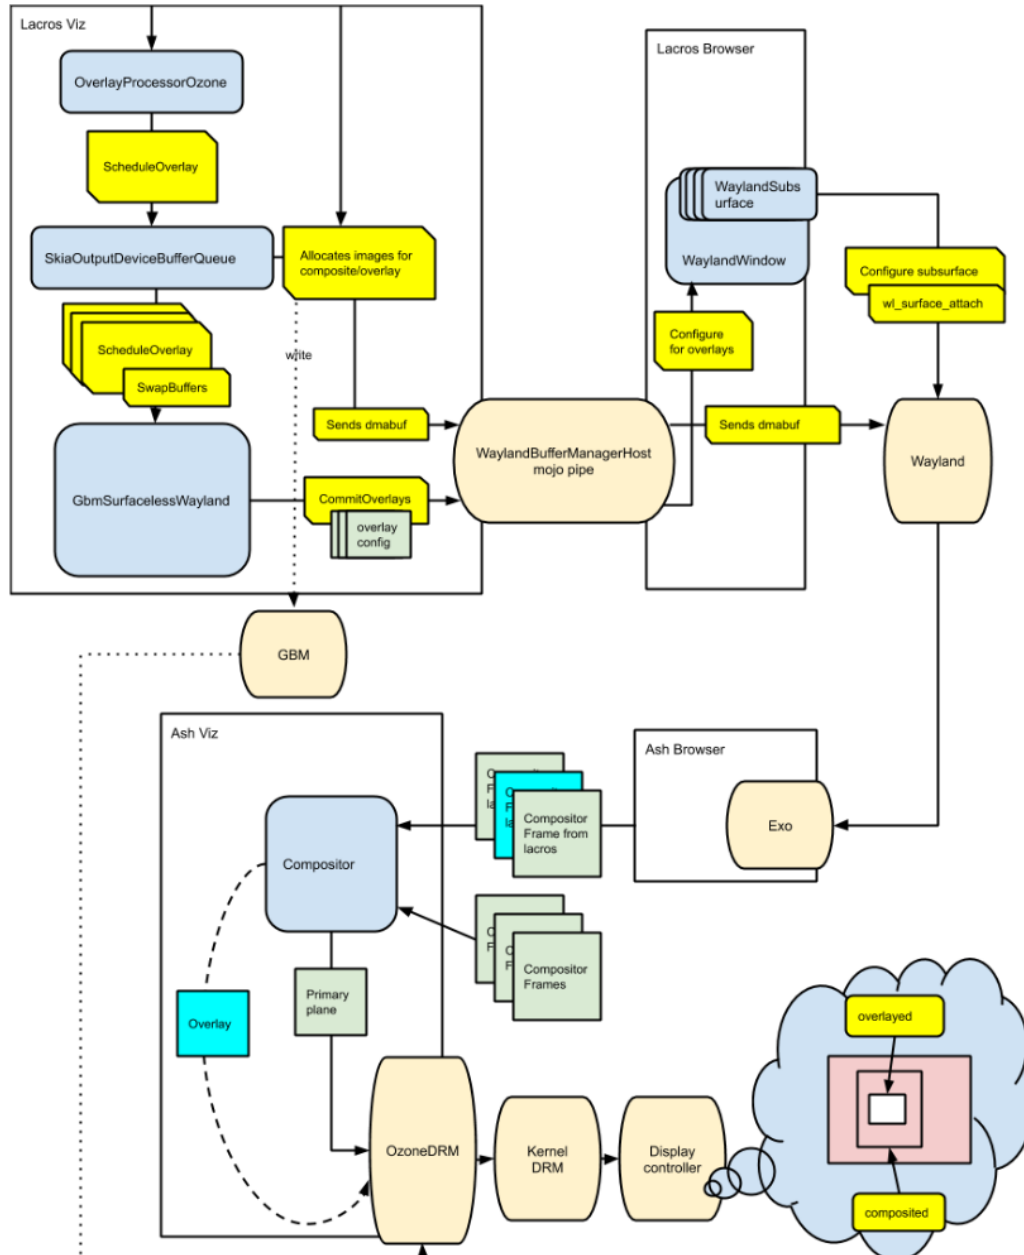 Lacros Viz
Lacros Browser
OverlayProcessorOzone
ScheduleOverlay
WaylandSubs
urface
SkiaOutputDeviceBufferQueue
Allocates images for
composite/overlay
WaylandWindow
Configure subsurface
wl_surface_attach
ScheduleOverlay
SwapBuffers
write
Configure
for overlays
Sends dmabuf
Sends dmabuf
WaylandBufferManagerHost
mojo pipe
Wayland
GbmSurfacelessWayland
CommitOverlays
overlay
config
GBM
Ash Viz
Ash Browser
Compositor
Frame from
lacros
Exo
Compositor
Compositor
Frames
Primary
plane
Overlay
overlayed
OzoneDRM
Kernel
DRM
Display
controller
composited